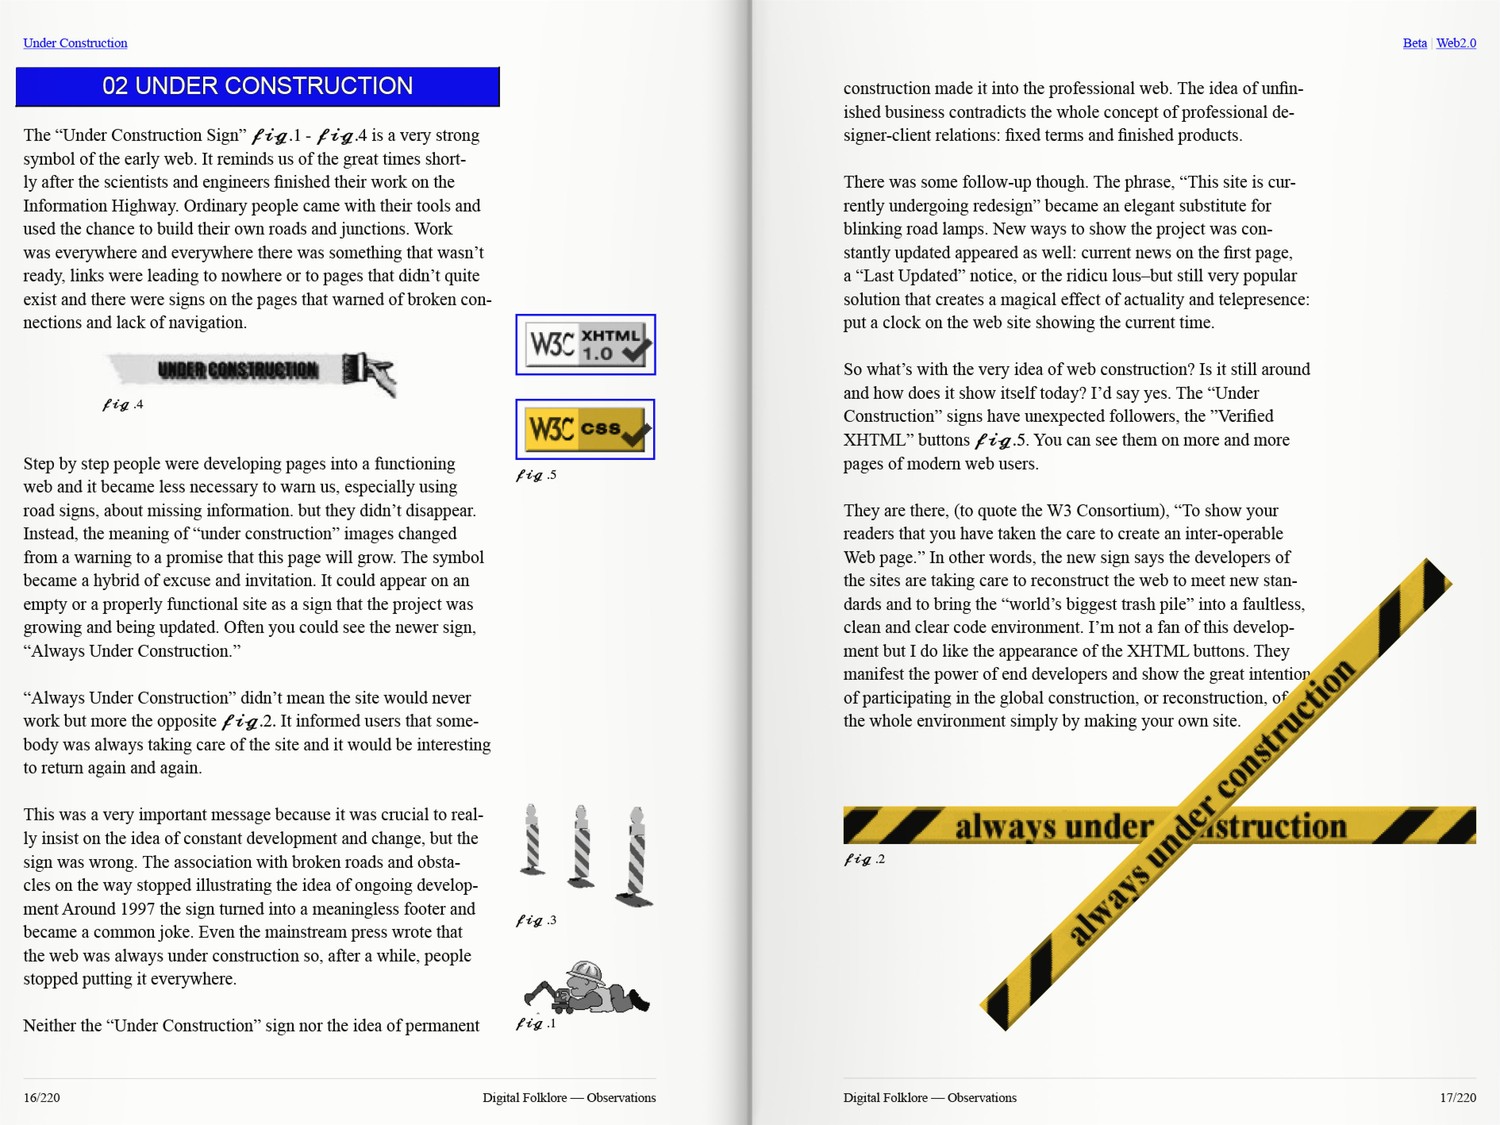 Under Construction
02 UNDER CONSTRUCTION
The “Under Construction Sign” fig.1 - fig.4 is a very strong
symbol of the early web. It reminds us of the great times short-
ly after the scientists and engineers finished their work on the
Information Highway. Ordinary people came with their tools and
used the chance to build their own roads and junctions. Work
was everywhere and everywhere there was something that wasn’t
ready, links were leading to nowhere or to pages that didn’t quite
exist and there were signs on the pages that warned of broken con-
nections and lack of navigation.
UNDER CONSTRUCTION
fig.4
Step by step people were developing pages into a functioning
web and it became less necessary to warn us, especially using
road signs, about missing information. but they didn’t disappear.
Instead, the meaning of “under construction” images changed
from a warning to a promise that this page will grow. The symbol
became a hybrid of excuse and invitation. It could appear on an
empty or a properly functional site as a sign that the project was
growing and being updated. Often you could see the newer sign,
“Always Under Construction.”
“Always Under Construction” didn’t mean the site would never
work but more the opposite fig.2. It informed users that some-
body was always taking care of the site and it would be interesting
to return again and again.
This was a very important message because it was crucial to real-
ly insist on the idea of constant development and change, but the
sign was wrong. The association with broken roads and obsta-
cles on the way stopped illustrating the idea of ongoing develop-
ment Around 1997 the sign turned into a meaningless footer and
became a common joke. Even the mainstream press wrote that
the web was always under construction so, after a while, people
stopped putting it everywhere.
Neither the “Under Construction” sign nor the idea of permanent
W3C XHTML 1.0
W3C css
fig.5
fig.3
fig.1
16/220
Digital Folklore — Observations
Beta | Web2.0
construction made it into the professional web. The idea of unfin-
ished business contradicts the whole concept of professional de-
signer-client relations: fixed terms and finished products.
There was some follow-up though. The phrase, “This site is cur-
rently undergoing redesign” became an elegant substitute for
blinking road lamps. New ways to show the project was con-
stantly updated appeared as well: current news on the first page,
a “Last Updated” notice, or the ridicu lous–but still very popular
solution that creates a magical effect of actuality and telepresence:
put a clock on the web site showing the current time.
So what’s with the very idea of web construction? Is it still around
and how does it show itself today? I’d say yes. The “Under
Construction” signs have unexpected followers, the ”Verified
XHTML” buttons fig.5. You can see them on more and more
pages of modern web users.
They are there, (to quote the W3 Consortium), “To show your
readers that you have taken the care to create an inter-operable
Web page.” In other words, the new sign says the developers of
the sites are taking care to reconstruct the web to meet new stan-
dards and to bring the “world’s biggest trash pile” into a faultless,
clean and clear code environment. I’m not a fan of this develop-
ment but I do like the appearance of the XHTML buttons. They
manifest the power of end developers and show the great intention
of participating in the global construction, or reconstruction, of
the whole environment simply by making your own site.
always under construction
always under struction
fig.2
Digital Folklore — Observations
17/220